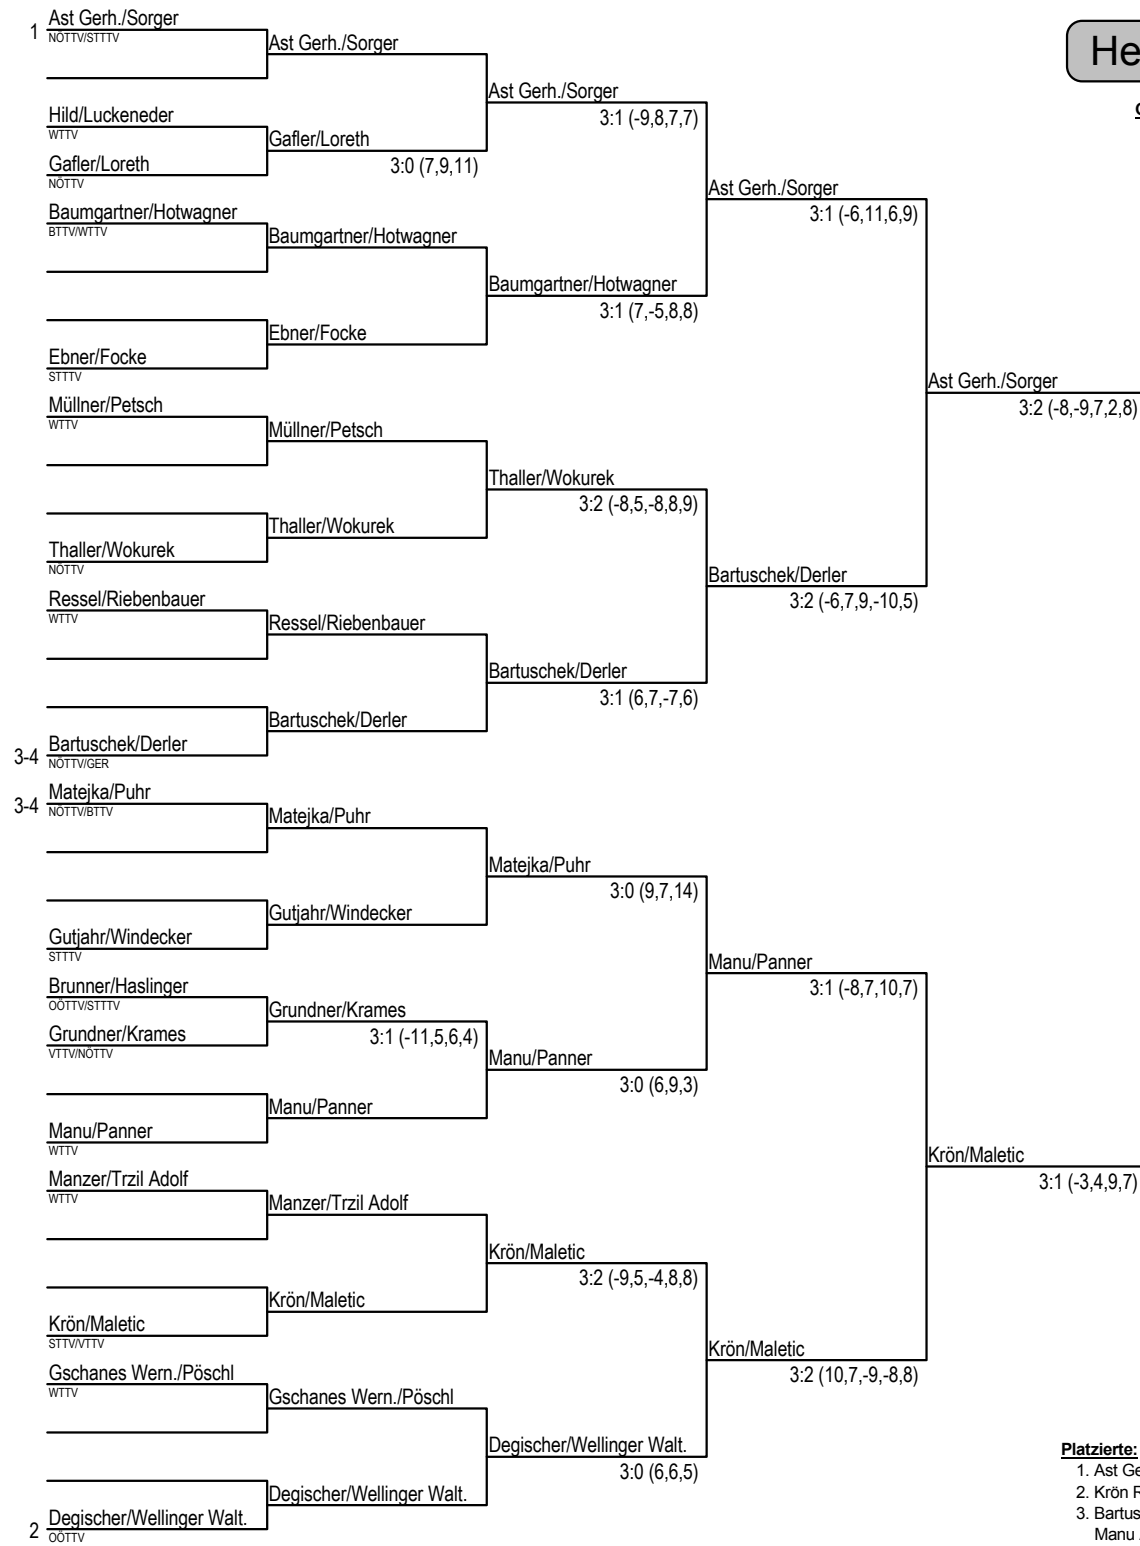 Ast Gerh./Sorger
1
NÖTTV/STTTV
Ast Gerh./Sorger
Ast Gerh./Sorger
3:1 (-9,8,7,7)
Hild/Luckeneder
WTTV
Gafler/Loreth
3:0 (7,9,11)
Gafler/Loreth
NÖTTV
Ast Gerh./Sorger
3:1 (-6,11,6,9)
Baumgartner/Hotwagner
BTTV/WTTV
Baumgartner/Hotwagner
Baumgartner/Hotwagner
3:1 (7,-5,8,8)
Ebner/Focke
Ebner/Focke
STTTV
Ast Gerh./Sorger
3:2 (-8,-9,7,2,8)
Müllner/Petsch
WTTV
Müllner/Petsch
Thaller/Wokurek
3:2 (-8,5,-8,8,9)
Thaller/Wokurek
Thaller/Wokurek
NÖTTV
Bartuschek/Derler
3:2 (-6,7,9,-10,5)
Ressel/Riebenbauer
WTTV
Ressel/Riebenbauer
Bartuschek/Derler
3:1 (6,7,-7,6)
Bartuschek/Derler
Bartuschek/Derler
3-4
NÖTTV/GER
Matejka/Puhr
3-4
NÖTTV/BTTV
Matejka/Puhr
Matejka/Puhr
3:0 (9,7,14)
Gutjahr/Windecker
Gutjahr/Windecker
STTTV
Manu/Panner
3:1 (-8,7,10,7)
Brunner/Haslinger
OÖTTV/STTTV
Grundner/Krames
3:1 (-11,5,6,4)
Grundner/Krames
VTTV/NÖTTV
Manu/Panner
3:0 (6,9,3)
Manu/Panner
Manu/Panner
WTTV
Krön/Maletic
3:1 (-3,4,9,7)
Manzer/Trzil Adolf
WTTV
Manzer/Trzil Adolf
Krön/Maletic
3:2 (-9,5,-4,8,8)
Krön/Maletic
Krön/Maletic
STTV/VTTV
Krön/Maletic
3:2 (10,7,-9,-8,8)
Gschanes Wern./Pöschl
WTTV
Gschanes Wern./Pöschl
Degischer/Wellinger Walt.
3:0 (6,6,5)
Degischer/Wellinger Walt.
Degischer/Wellinger Walt.
2
OÖTTV
He
Platzierte:
1. Ast Ge
2. Krön R
3. Bartus
Manu